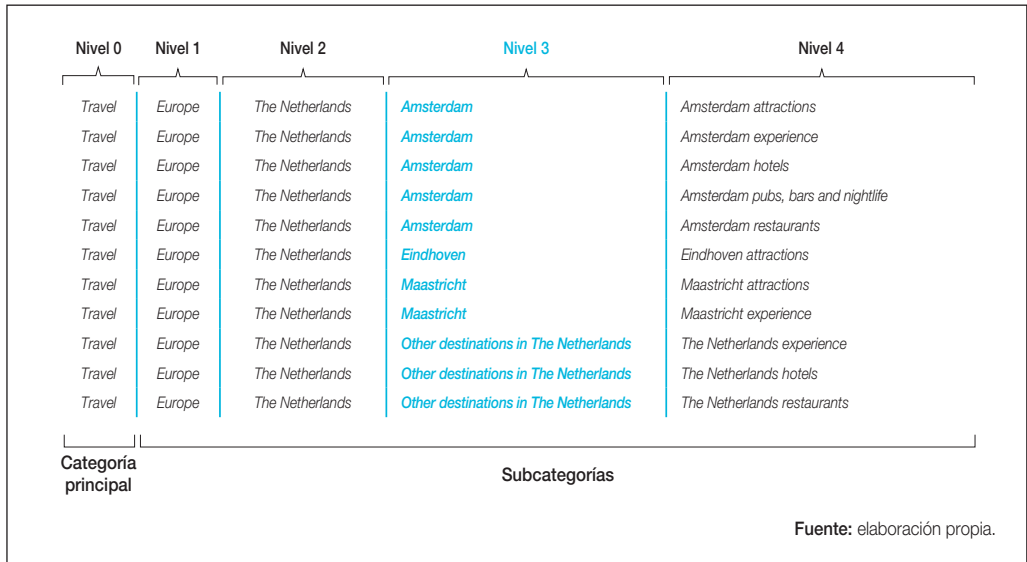 Nivel 0 Nivel 1 Nivel 2 Nivel 3 Nivel 4
Travel Europe The Netherlands Amsterdam Amsterdam attractions
Travel Europe The Netherlands Amsterdam Amsterdam experience
Travel Europe The Netherlands Amsterdam Amsterdam hotels
Travel Europe The Netherlands Amsterdam Amsterdam pubs, bars and nightlife
Travel Europe The Netherlands Amsterdam Amsterdam restaurants
Travel Europe The Netherlands Eindhoven Eindhoven attractions
Travel Europe The Netherlands Maastricht Maastricht attractions
Travel Europe The Netherlands Maastricht Maastricht experience
Travel Europe The Netherlands Other destinations in The Netherlands The Netherlands experience
Travel Europe The Netherlands Other destinations in The Netherlands The Netherlands hotels
Travel Europe The Netherlands Other destinations in The Netherlands The Netherlands restaurants
Categoría
principal
Subcategorías
Fuente: elaboración propia.